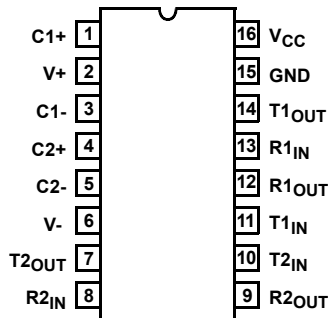 C1+ 1 16 VCC
V+ 2 15 GND
C1- 3 14 T1OUT
C2+ 4 13 R1IN
C2- 5 12 R1OUT
V- 6 11 T1IN
T2OUT 7 10 T2IN
R2IN 8 9 R2OUT